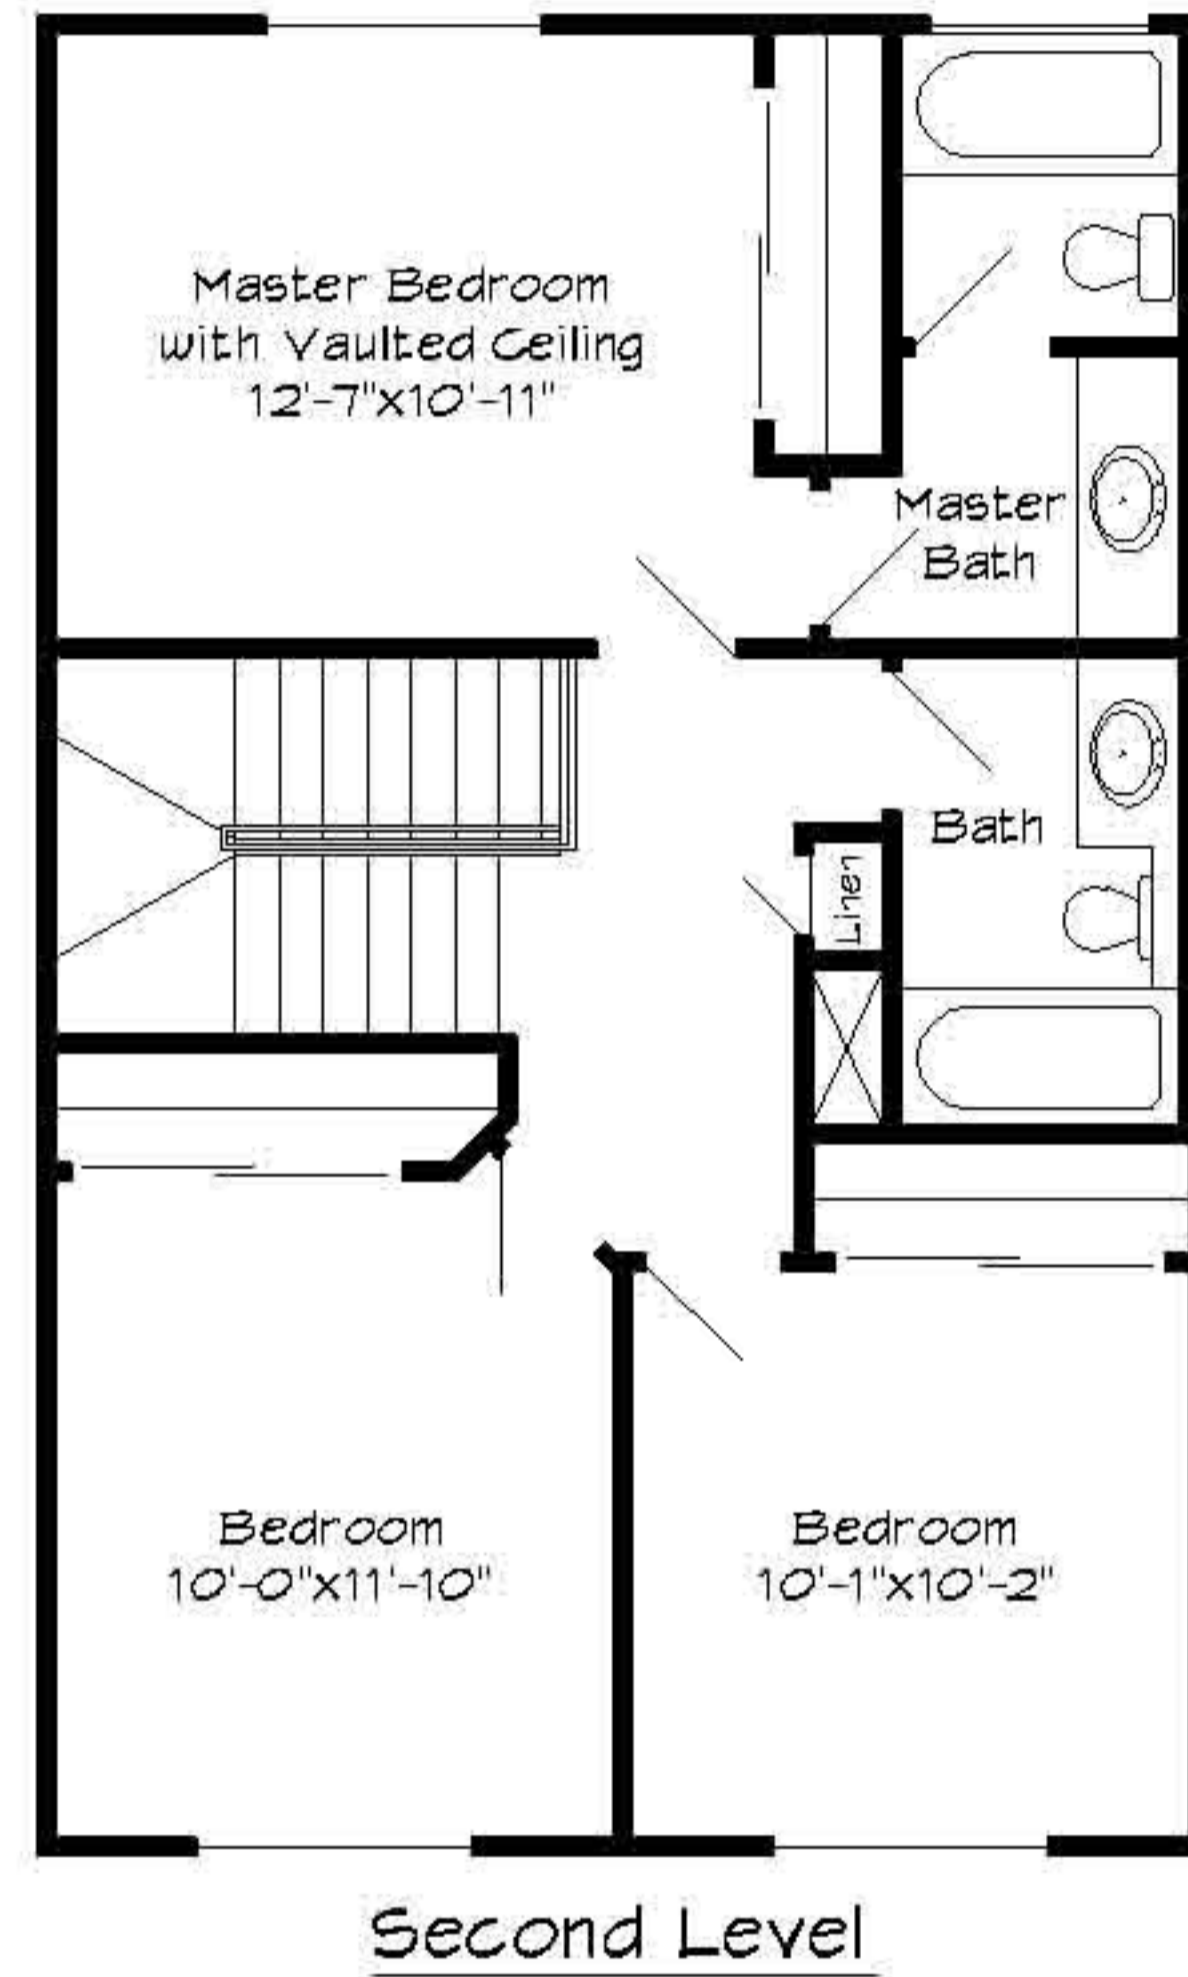 Master Bedroom
with Vaulted Ceiling
12'-7"x10'-11"
Master
Bath
Bath
Linen
Bedroom
10'-0"x11'-10"
Bedroom
10'-1"x10'-2"
Second Level